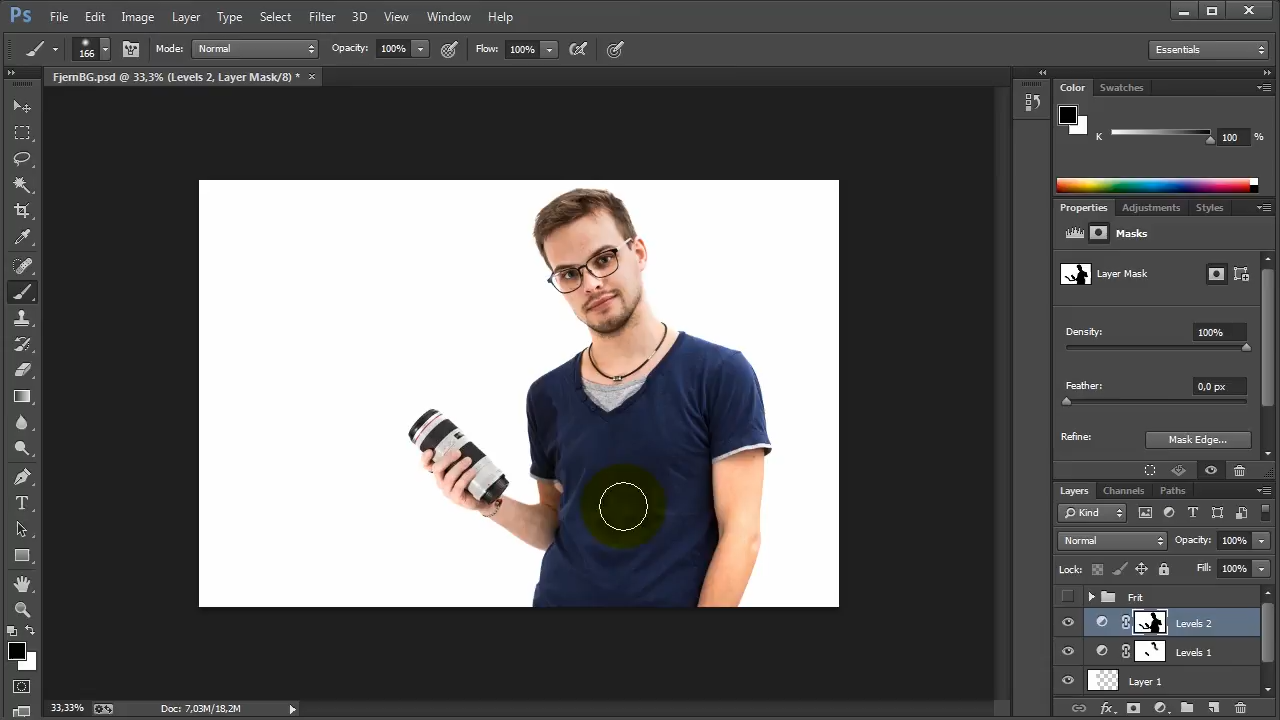 Ps File Edit Image Layer Type Select Filter 3D View Window Help
166 Mode: Normal Opacity: 100% Flow: 100% Essentials
FjernBG.psd @ 33,3% (Levels 2, Layer Mask/8) * ×
Color Swatches
K 100 %
Properties Adjustments Styles
Masks
Layer Mask
Density: 100%
Feather: 0,0 px
Refine: Mask Edge...
Layers Channels Paths
Kind
Normal Opacity: 100%
Lock: Fill: 100%
Frit
Levels 2
Levels 1
Layer 1
33,33% Doc: 7,03M/18,2M